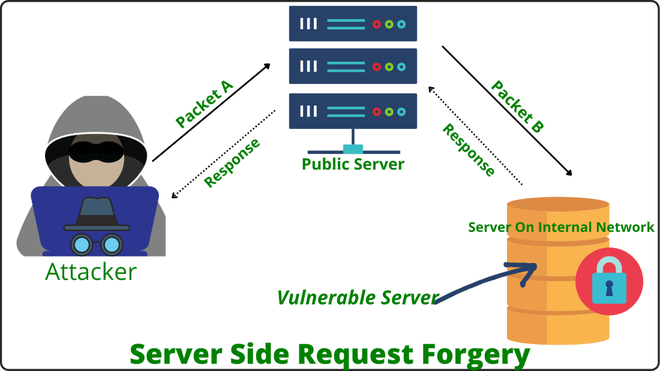 Packet A
Response
Public Server
Packet B
Response
Attacker
Server On Internal Network
Vulnerable Server
Server Side Request Forgery